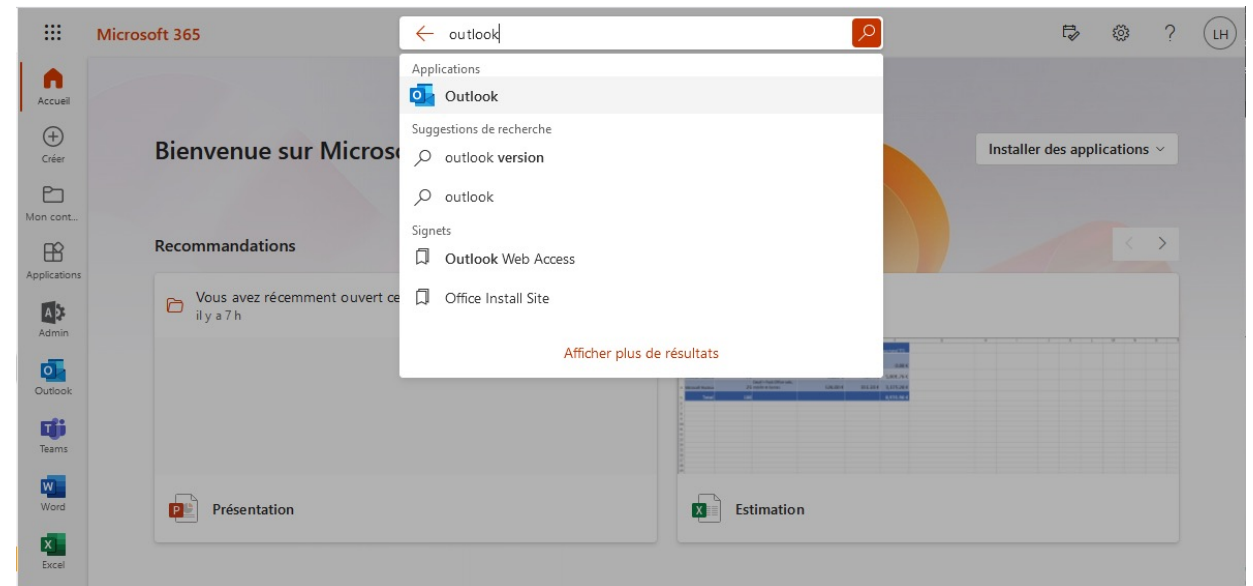 Microsoft 365
outlook
LH
Applications
Outlook
Suggestions de recherche
outlook version
outlook
Signets
Outlook Web Access
Office Install Site
Afficher plus de résultats
Accueil
Créer
Mon cont...
Applications
Admin
Outlook
Teams
Word
Excel
Bienvenue sur Micros
Installer des applications
Recommandations
Vous avez récemment ouvert ce
il y a 7 h
Présentation
Estimation